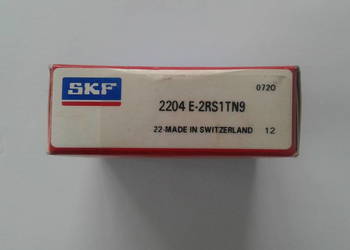 0720
SKF
2204 E-2RS1TN9
22-MADE IN SWITZERLAND 12